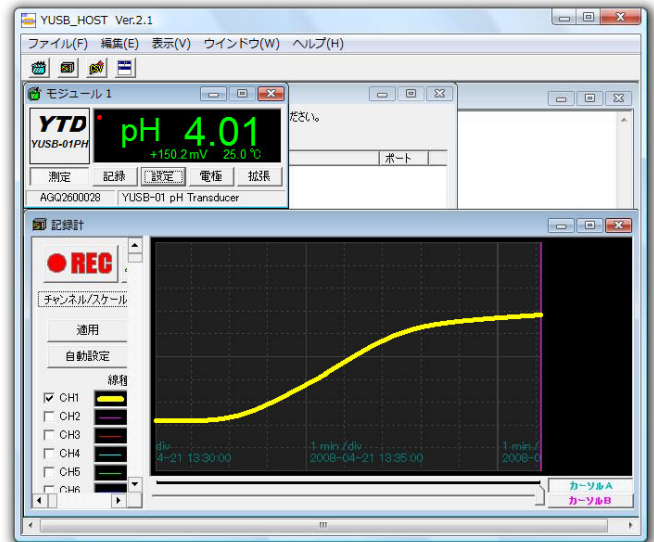 YUSB_HOST Ver.2.1
ファイル(F) 編集(E) 表示(V) ウインドウ(W) ヘルプ(H)
モジュール 1
ださい。
YTD
YUSB-01PH
pH 4.01
+150.2 mV 25.0 ℃
ポート
測定 記録 設定 電極 拡張
AGQ2600028 YUSB-01 pH Transducer
記録計
REC
チャンネル/スケール
適用
自動設定
線種
CH1
CH2
CH3
CH4
CH5
CH6
div 1 min./div 1 min./
4-21 13:30:00 2008-04-21 13:35:00 2008-0
カーソルA
カーソルB